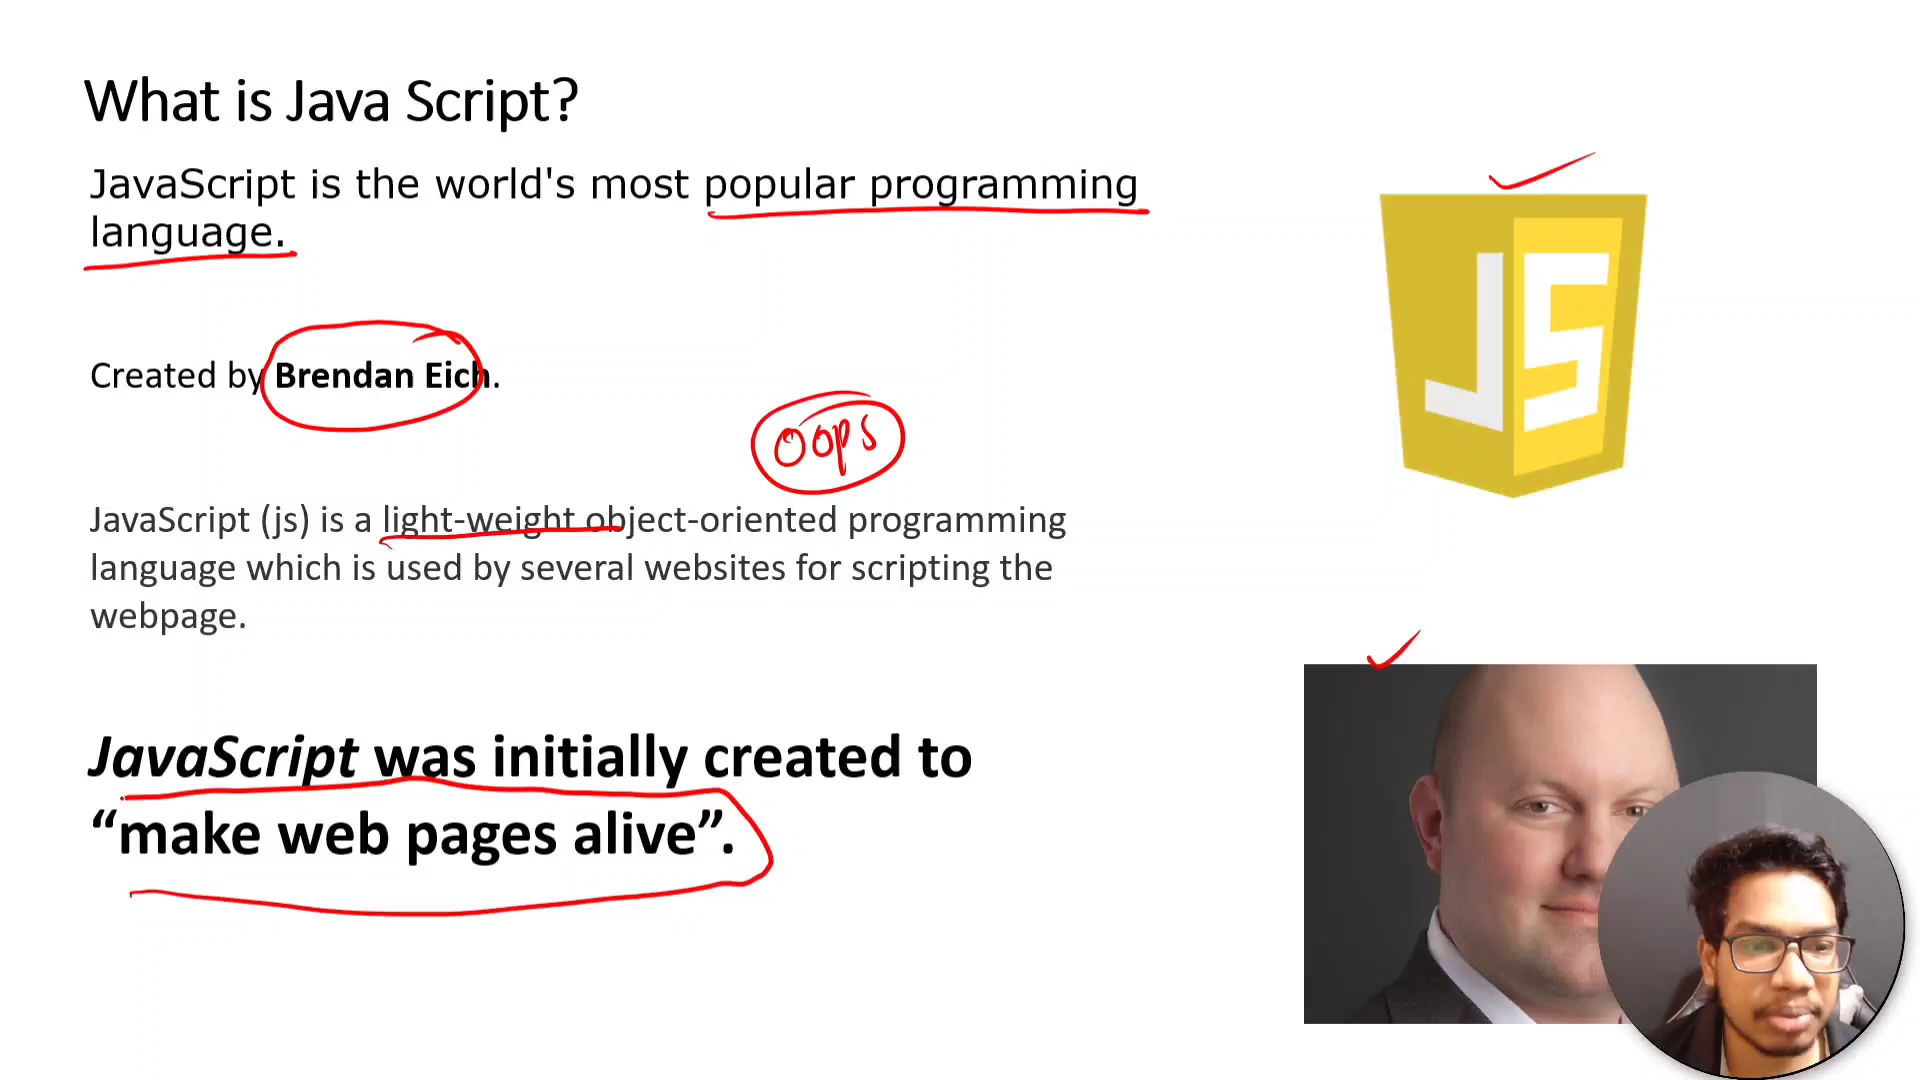 What is Java Script?
JavaScript is the world's most popular programming
language.
Created by Brendan Eich.
oops
JavaScript (js) is a light-weight object-oriented programming
language which is used by several websites for scripting the
webpage.
JavaScript was initially created to
“make web pages alive”.
JS